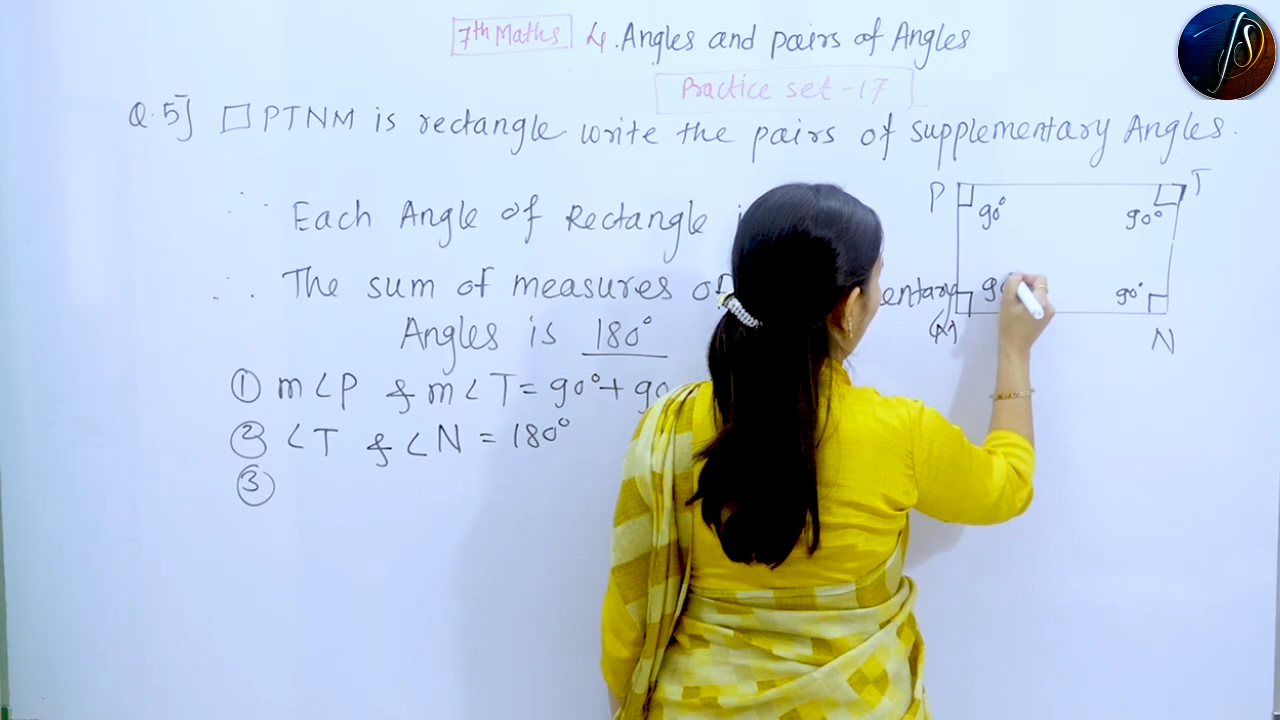 7th Maths 4. Angles and pairs of Angles
Practice set-17
Q.5] □ PTNM is rectangle write the pairs of supplementary Angles.
∴ Each Angle of Rectangle
∴ The sum of measures of
Angles is 180°
① m∠P & m∠T = 90° + 90
② ∠T & ∠N = 180°
③
P T
90° 90°
90 90°
M N